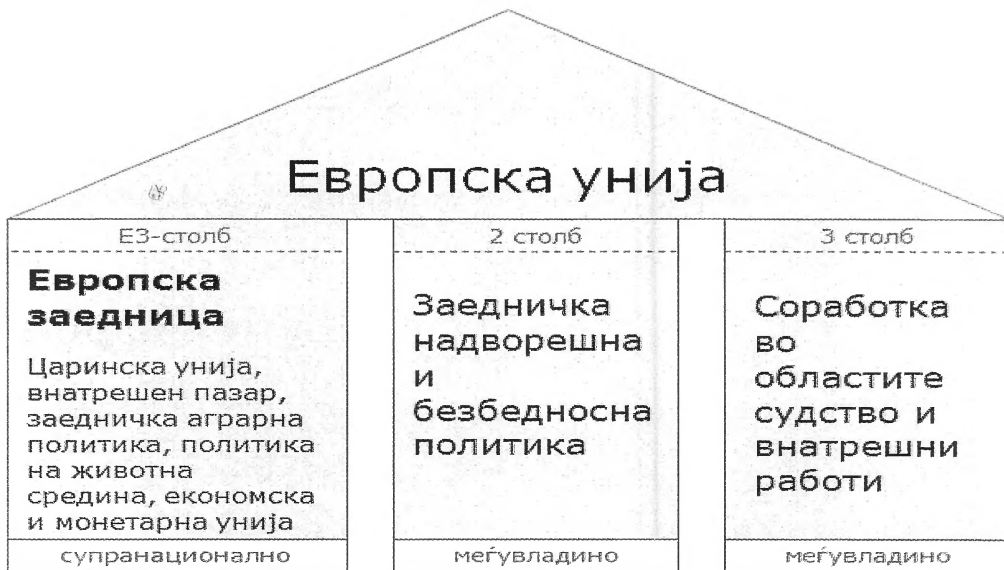 Европска унија
ЕЗ-столб
Европска
заедница
Царинска унија,
внатрешен пазар,
заедничка аграрна
политика, политика
на животна
средина, економска
и монетарна унија
супранационално
2 столб
Заедничка
надворешна
и
безбедносна
политика
меѓувладино
3 столб
Соработка
во
областите
судство и
внатрешни
работи
меѓувладино